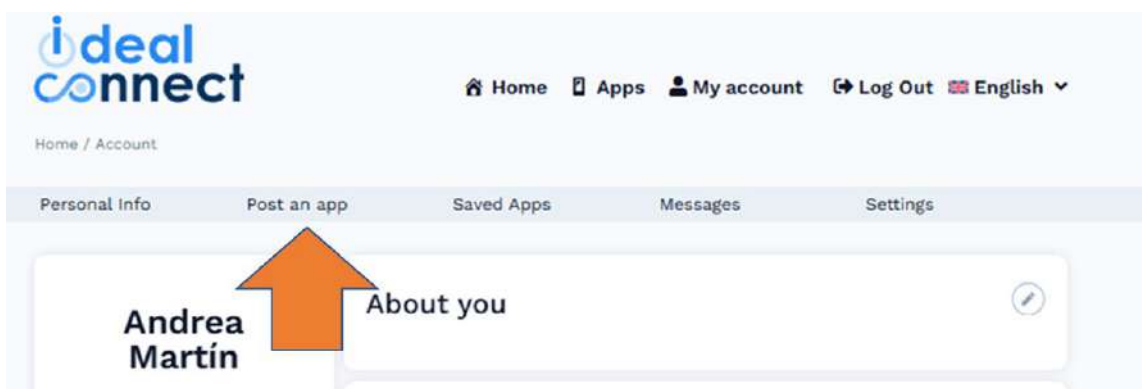 ideal
connect
Home Apps My account Log Out English
Home / Account
Personal Info Post an app Saved Apps Messages Settings
Andrea
Martín
About you